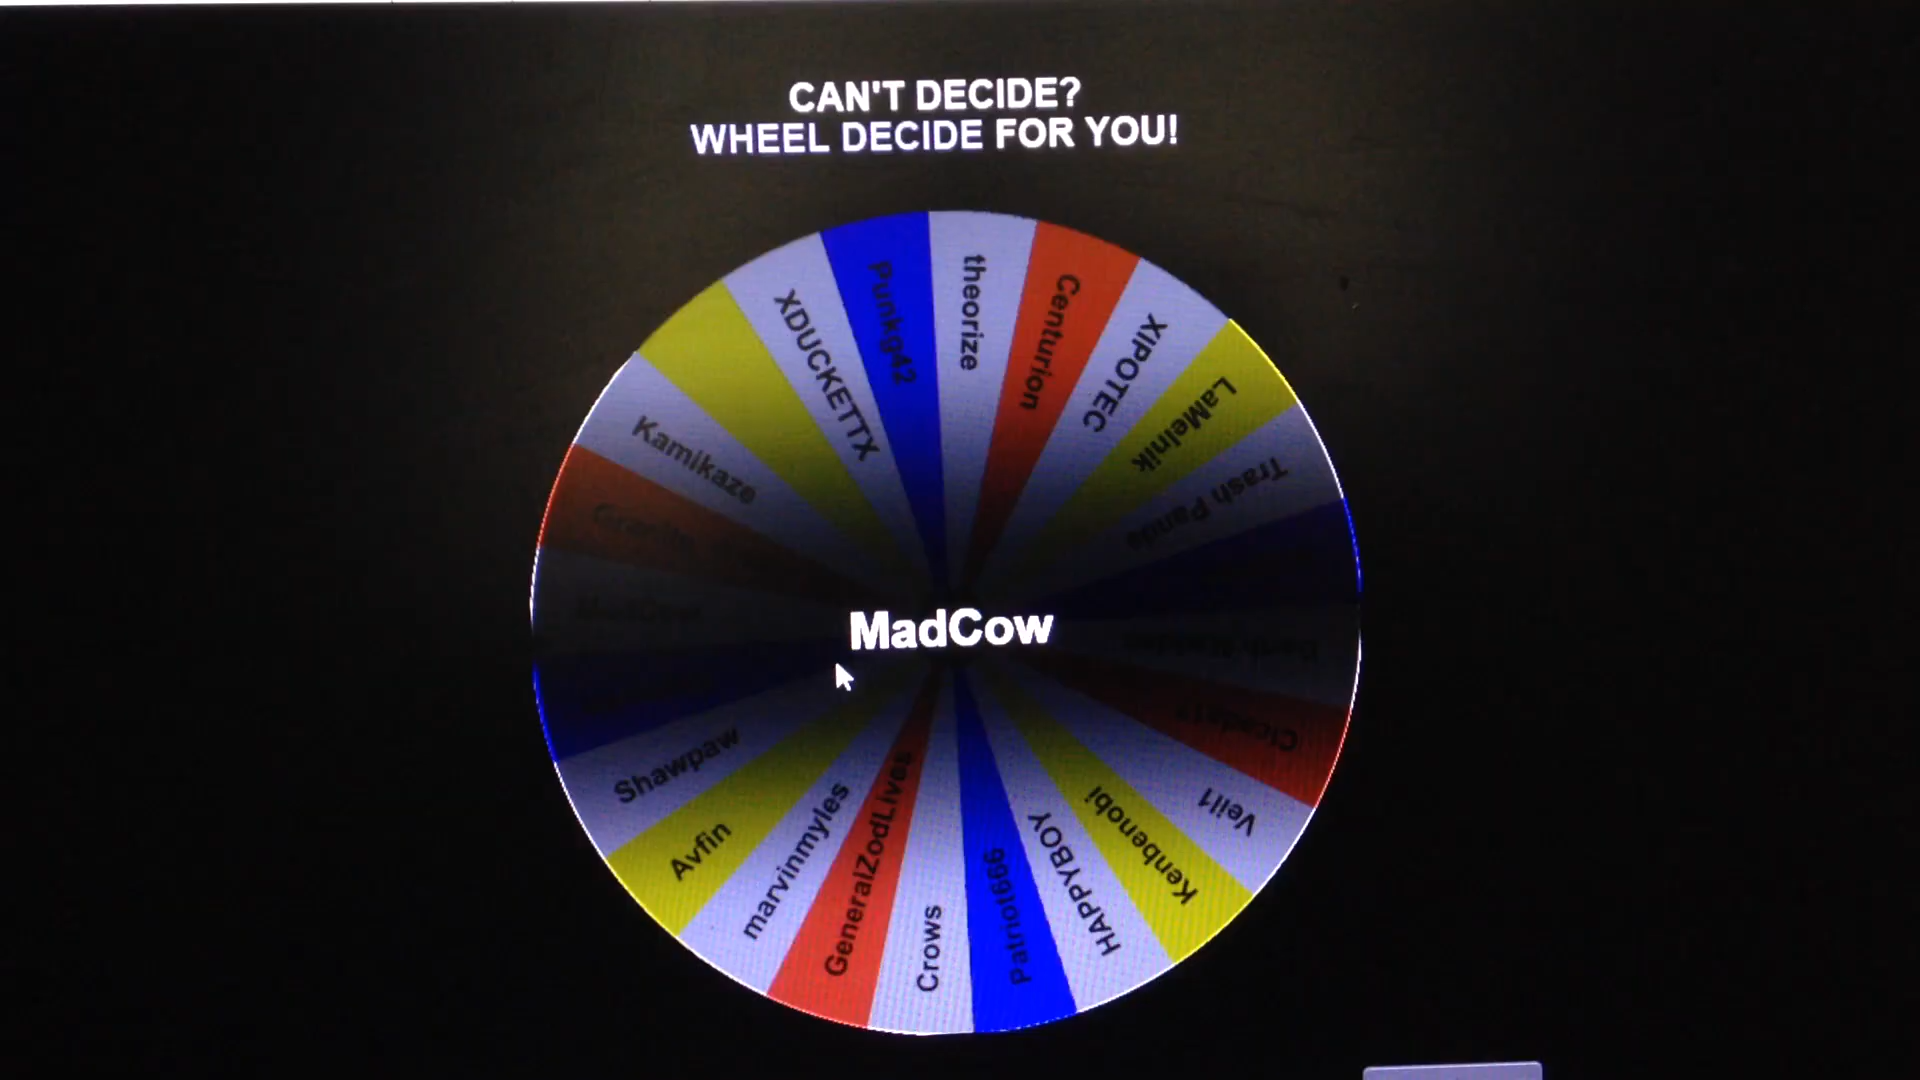 CAN'T DECIDE?
WHEEL DECIDE FOR YOU!
theorize
Centurion
XIPOTEC
LaMelnik
Trash Panda
Veil1
Kenbenobi
HAPPYBOY
Patriot666
Crows
GeneralZodLives
marvinmyles
Avfin
Shawpaw
MadCow
Kamikaze
XDUCKETTX
Punkg42